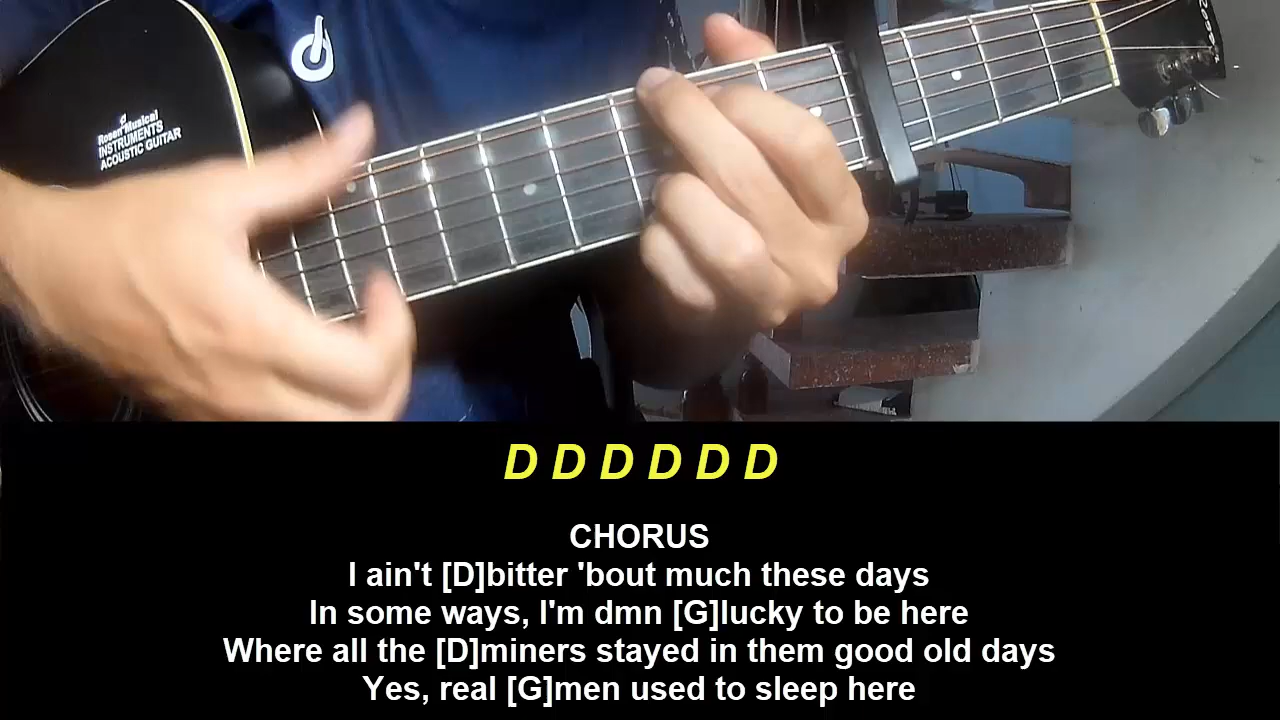 Rosen Musical
INSTRUMENTS
ACOUSTIC GUITAR
D D D D D D
CHORUS
I ain't [D]bitter 'bout much these days
In some ways, I'm dmn [G]lucky to be here
Where all the [D]miners stayed in them good old days
Yes, real [G]men used to sleep here